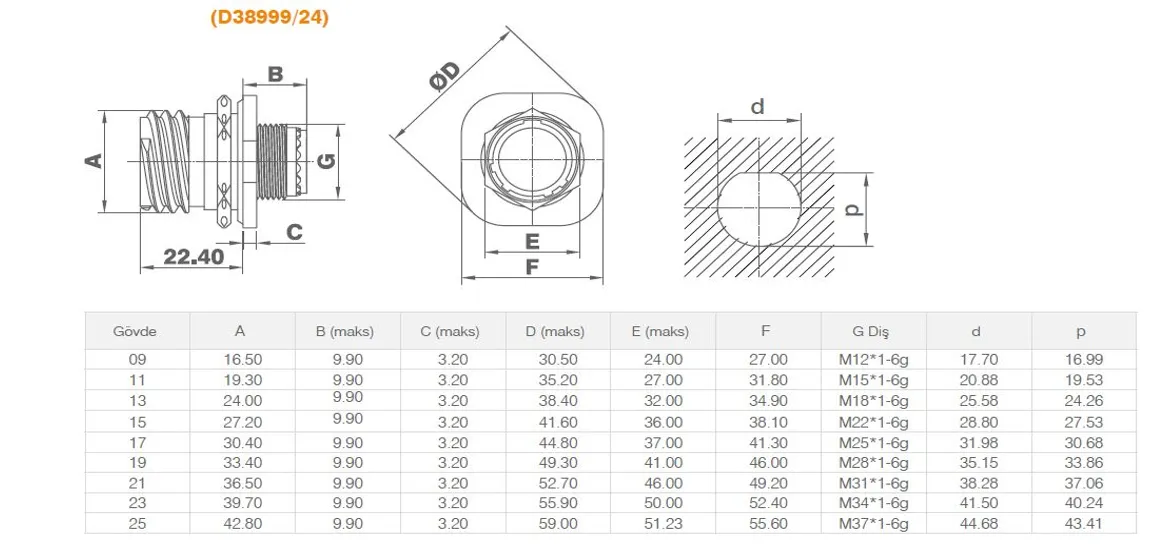 (D38999/24)
B
ØD
d
A
G
p
C
22.40
E
F
Gövde A B (maks) C (maks) D (maks) E (maks) F G Diş d p
09 16.50 9.90 3.20 30.50 24.00 27.00 M12*1-6g 17.70 16.99
11 19.30 9.90 3.20 35.20 27.00 31.80 M15*1-6g 20.88 19.53
13 24.00 9.90 3.20 38.40 32.00 34.90 M18*1-6g 25.58 24.26
15 27.20 9.90 3.20 41.60 36.00 38.10 M22*1-6g 28.80 27.53
17 30.40 9.90 3.20 44.80 37.00 41.30 M25*1-6g 31.98 30.68
19 33.40 9.90 3.20 49.30 41.00 46.00 M28*1-6g 35.15 33.86
21 36.50 9.90 3.20 52.70 46.00 49.20 M31*1-6g 38.28 37.06
23 39.70 9.90 3.20 55.90 50.00 52.40 M34*1-6g 41.50 40.24
25 42.80 9.90 3.20 59.00 51.23 55.60 M37*1-6g 44.68 43.41